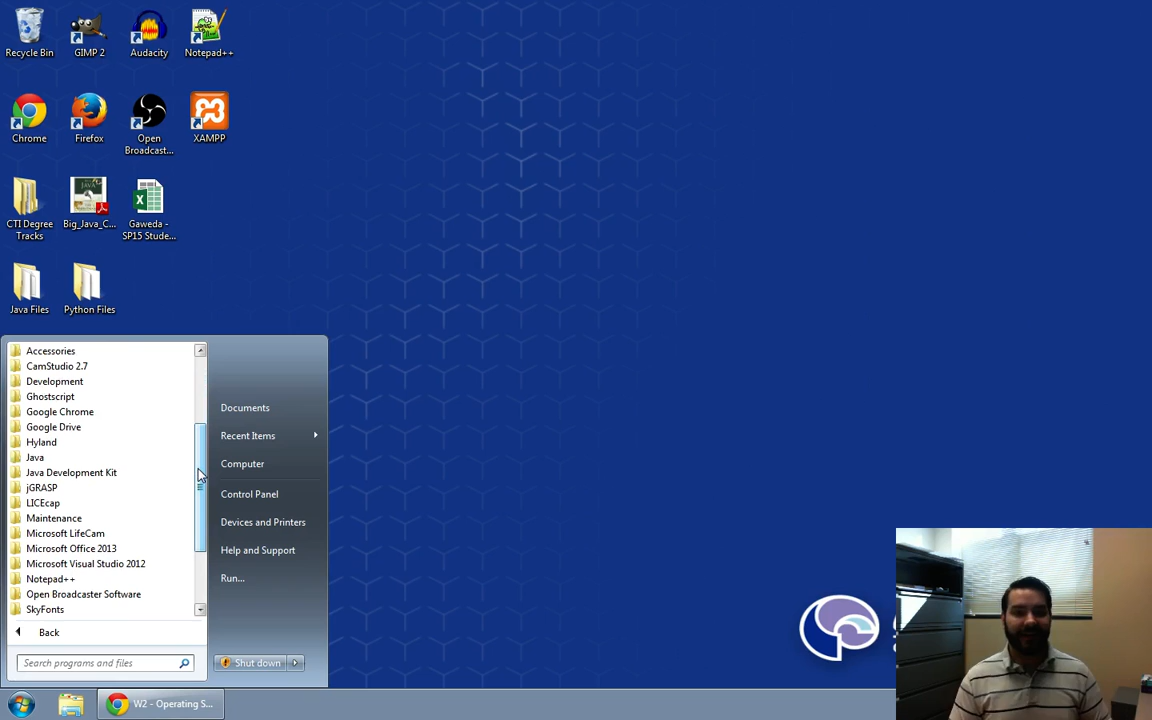 Recycle Bin
GIMP 2
Audacity
Notepad++
Chrome
Firefox
Open
Broadcast...
XAMPP
CTI Degree
Tracks
Big_Java_C...
Gaweda -
SP15 Stude...
Java Files
Python Files
Accessories
CamStudio 2.7
Development
Ghostscript
Google Chrome
Google Drive
Hyland
Java
Java Development Kit
jGRASP
LICEcap
Maintenance
Microsoft LifeCam
Microsoft Office 2013
Microsoft Visual Studio 2012
Notepad++
Open Broadcaster Software
SkyFonts
Back
Search programs and files
Documents
Recent Items
Computer
Control Panel
Devices and Printers
Help and Support
Run...
Shut down
W2 - Operating S...